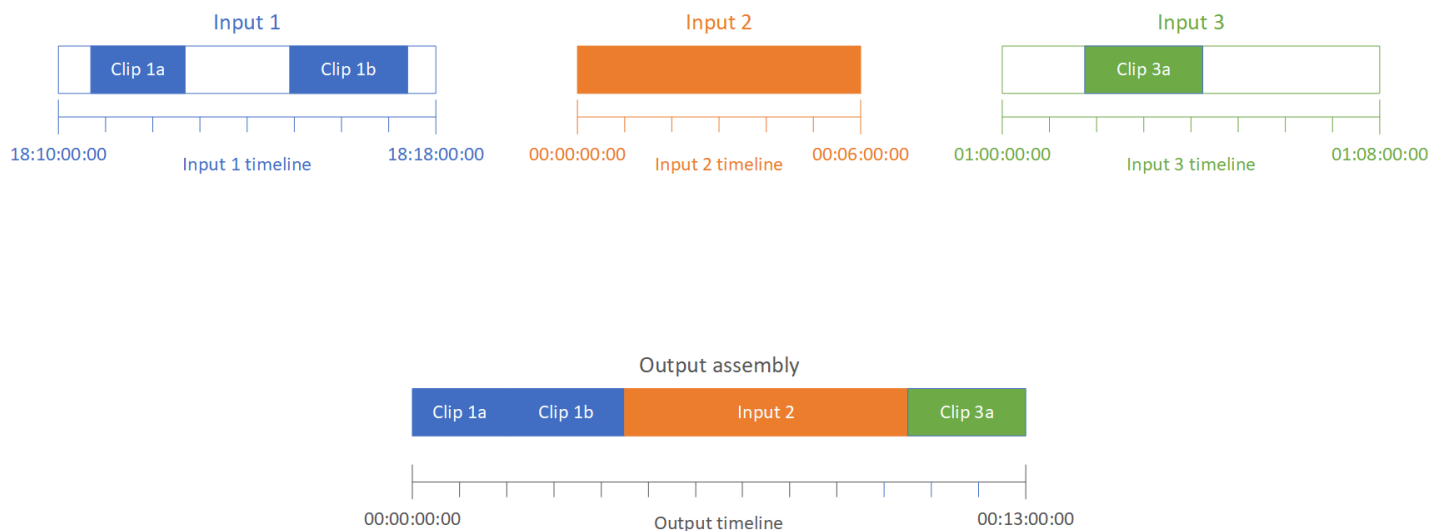 Input 1
Input 2
Input 3
Clip 1a
Clip 1b
Clip 3a
18:10:00:00
Input 1 timeline
18:18:00:00
00:00:00:00
Input 2 timeline
00:06:00:00
01:00:00:00
Input 3 timeline
01:08:00:00
Output assembly
Clip 1a
Clip 1b
Input 2
Clip 3a
00:00:00:00
Output timeline
00:13:00:00